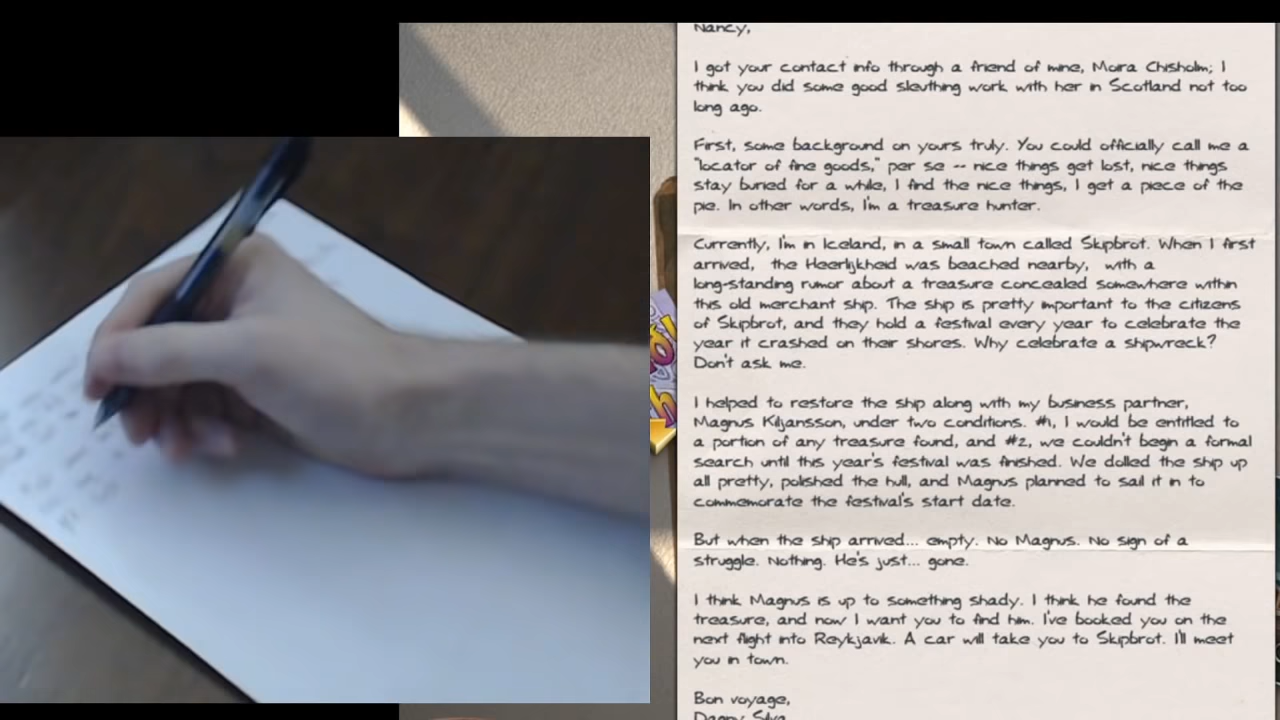 Nancy,
I got your contact info through a friend of mine, Moira Chisholm; I
think you did some good sleuthing work with her in Scotland not too
long ago.
First, some background on yours truly. You could officially call me a
"locator of fine goods," per se -- nice things get lost, nice things
stay buried for a while, I find the nice things, I get a piece of the
pie. In other words, I'm a treasure hunter.
Currently, I'm in Iceland, in a small town called Skipbrot. When I first
arrived, the Heerlijkheid was beached nearby, with a
long-standing rumor about a treasure concealed somewhere within
this old merchant ship. The ship is pretty important to the citizens
of Skipbrot, and they hold a festival every year to celebrate the
year it crashed on their shores. Why celebrate a shipwreck?
Don't ask me.
I helped to restore the ship along with my business partner,
Magnus Kiljansson, under two conditions. #1, I would be entitled to
a portion of any treasure found, and #2, we couldn't begin a formal
search until this year's festival was finished. We dolled the ship up
all pretty, polished the hull, and Magnus planned to sail it in to
commemorate the festival's start date.
But when the ship arrived... empty. No Magnus. No sign of a
struggle. Nothing. He's just... gone.
I think Magnus is up to something shady. I think he found the
treasure, and now I want you to find him. I've booked you on the
next flight into Reykjavik. A car will take you to Skipbrot. I'll meet
you in town.
Bon voyage,
Dagny Silva